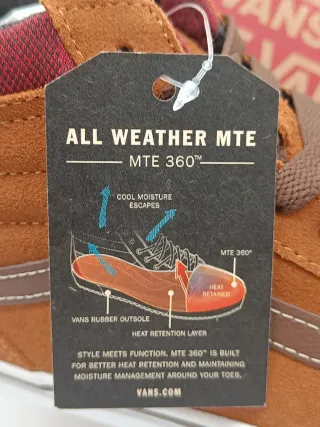 VANS
VANS
ALL WEATHER MTE
MTE 360™
COOL MOISTURE
ESCAPES
MTE 360°
HEAT
RETAINED
VANS RUBBER OUTSOLE
HEAT RETENTION LAYER
STYLE MEETS FUNCTION. MTE 360™ IS BUILT
FOR BETTER HEAT RETENTION AND MAINTAINING
MOISTURE MANAGEMENT AROUND YOUR TOES.
VANS.COM